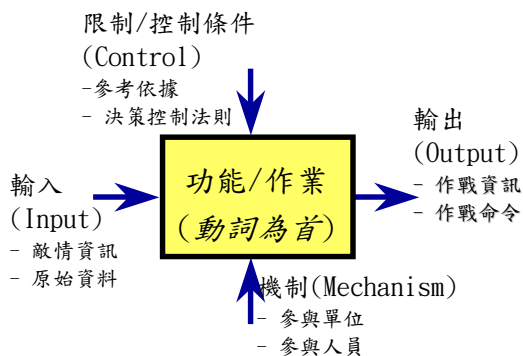 限制/控制條件
(Control)
-參考依據
- 決策控制法則
輸入
(Input)
- 敵情資訊
- 原始資料
功能/作業
(動詞為首)
輸出
(Output)
- 作戰資訊
- 作戰命令
機制(Mechanism)
- 參與單位
- 參與人員